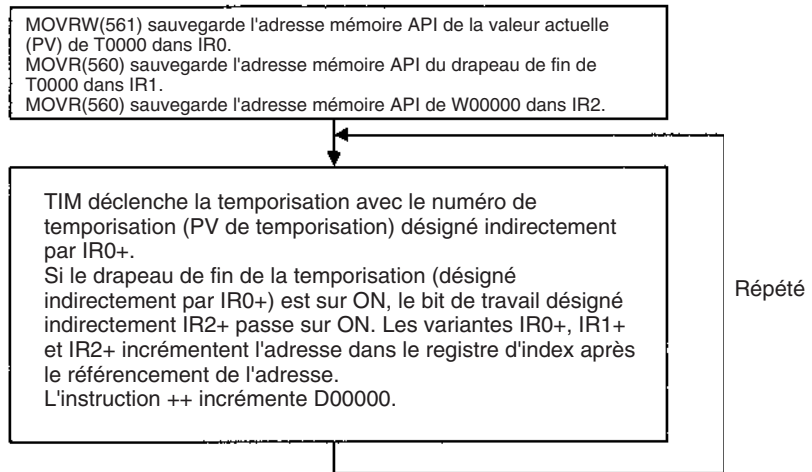 MOVRW(561) sauvegarde l'adresse mémoire API de la valeur actuelle
(PV) de T0000 dans IR0.
MOVR(560) sauvegarde l'adresse mémoire API du drapeau de fin de
T0000 dans IR1.
MOVR(560) sauvegarde l'adresse mémoire API de W00000 dans IR2.
TIM déclenche la temporisation avec le numéro de
temporisation (PV de temporisation) désigné indirectement
par IR0+.
Si le drapeau de fin de la temporisation (désigné
indirectement par IR0+) est sur ON, le bit de travail désigné
indirectement IR2+ passe sur ON. Les variantes IR0+, IR1+
et IR2+ incrémentent l'adresse dans le registre d'index après
le référencement de l'adresse.
L'instruction ++ incrémente D00000.
Répété